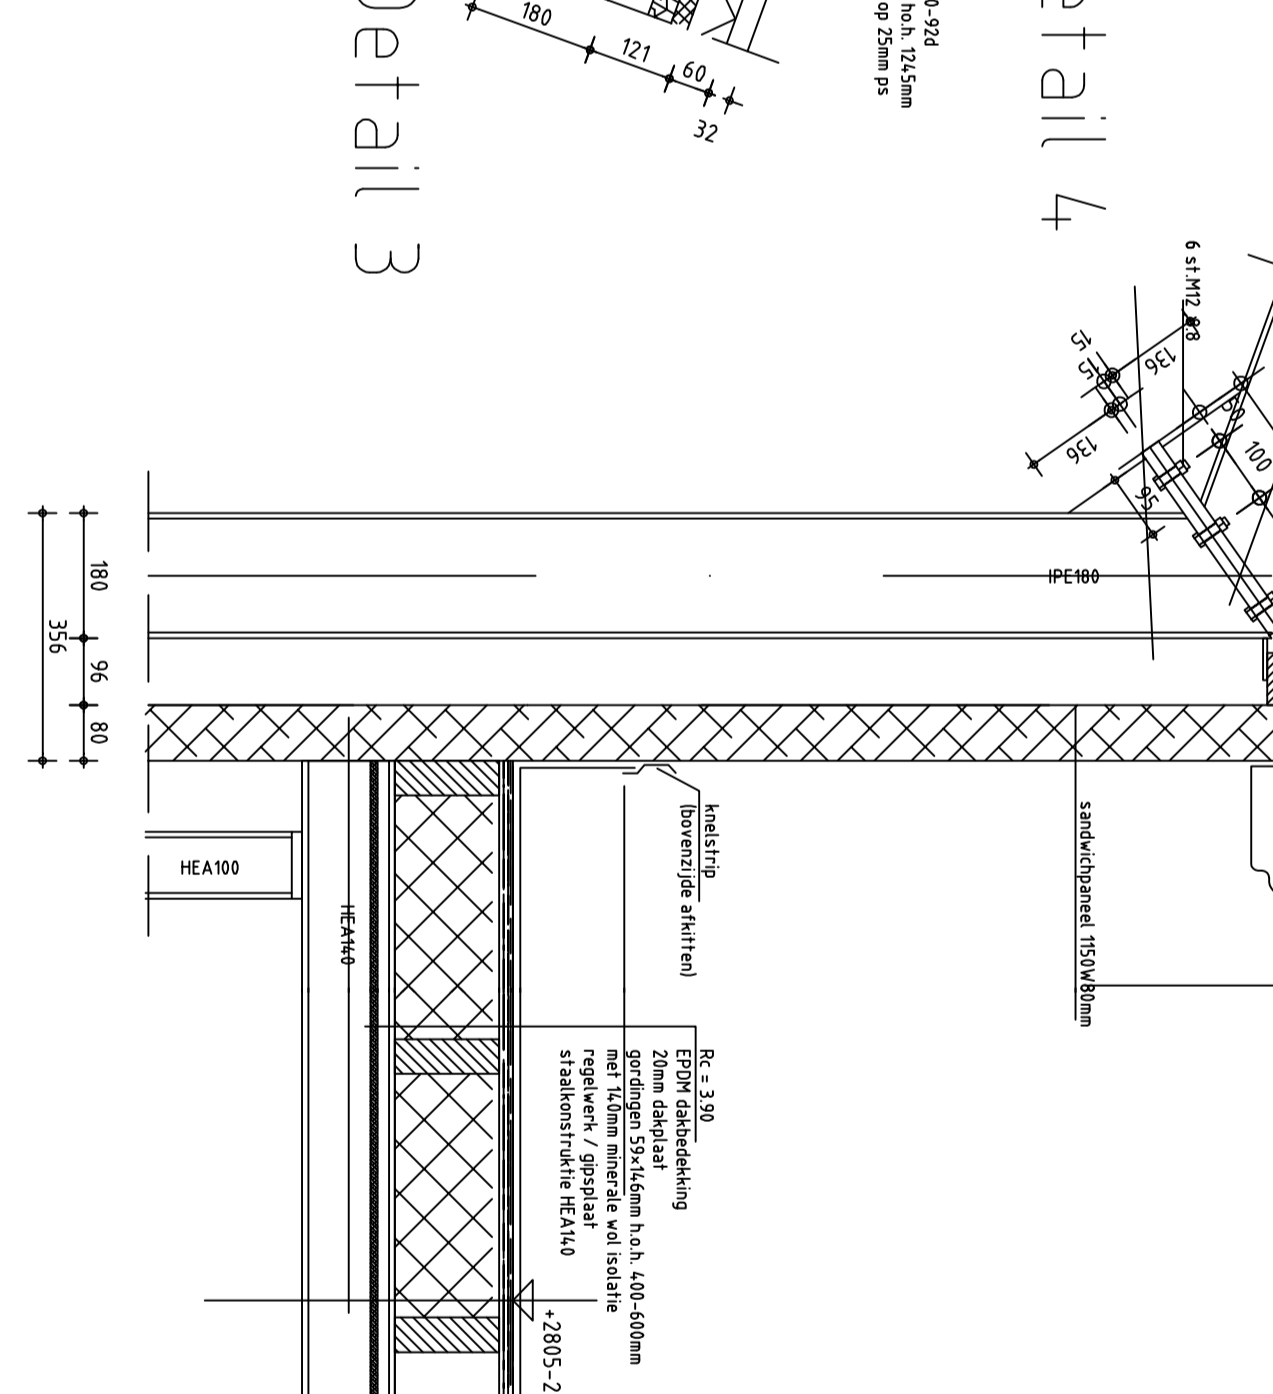 Detail 3
etail 4
180
121
60
32
0-92d
ho.h. 1245mm
op 25mm ps
6 st.M12 8.8
136
15
15
136
95
50
100
IPE180
180
96
80
356
HEA100
HEA140
knelstrip
(bovenzijde afkitten)
sandwichpaneel 1150W80mm
Rc = 3.90
EPDM dakbedekking
20mm dakplaat
gordingen 59x146mm h.o.h. 400-600mm
met 140mm minerale wol isolatie
regelwerk / gipsplaat
staalkonstruktie HEA140
+2805-2